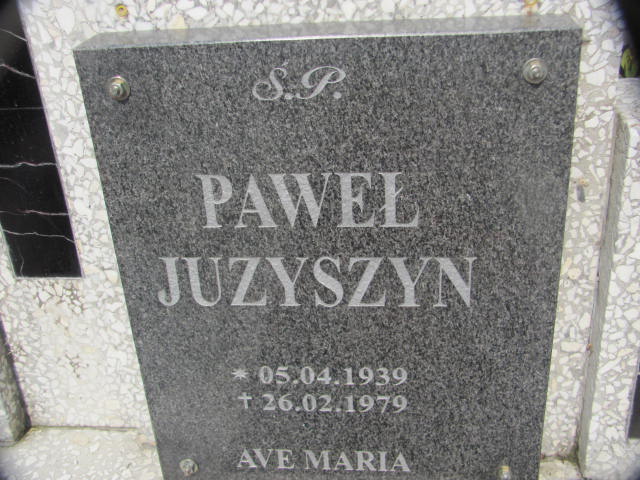 Ś.P.
PAWEŁ
JUZYSZYN
* 05.04.1939
† 26.02.1979
AVE MARIA